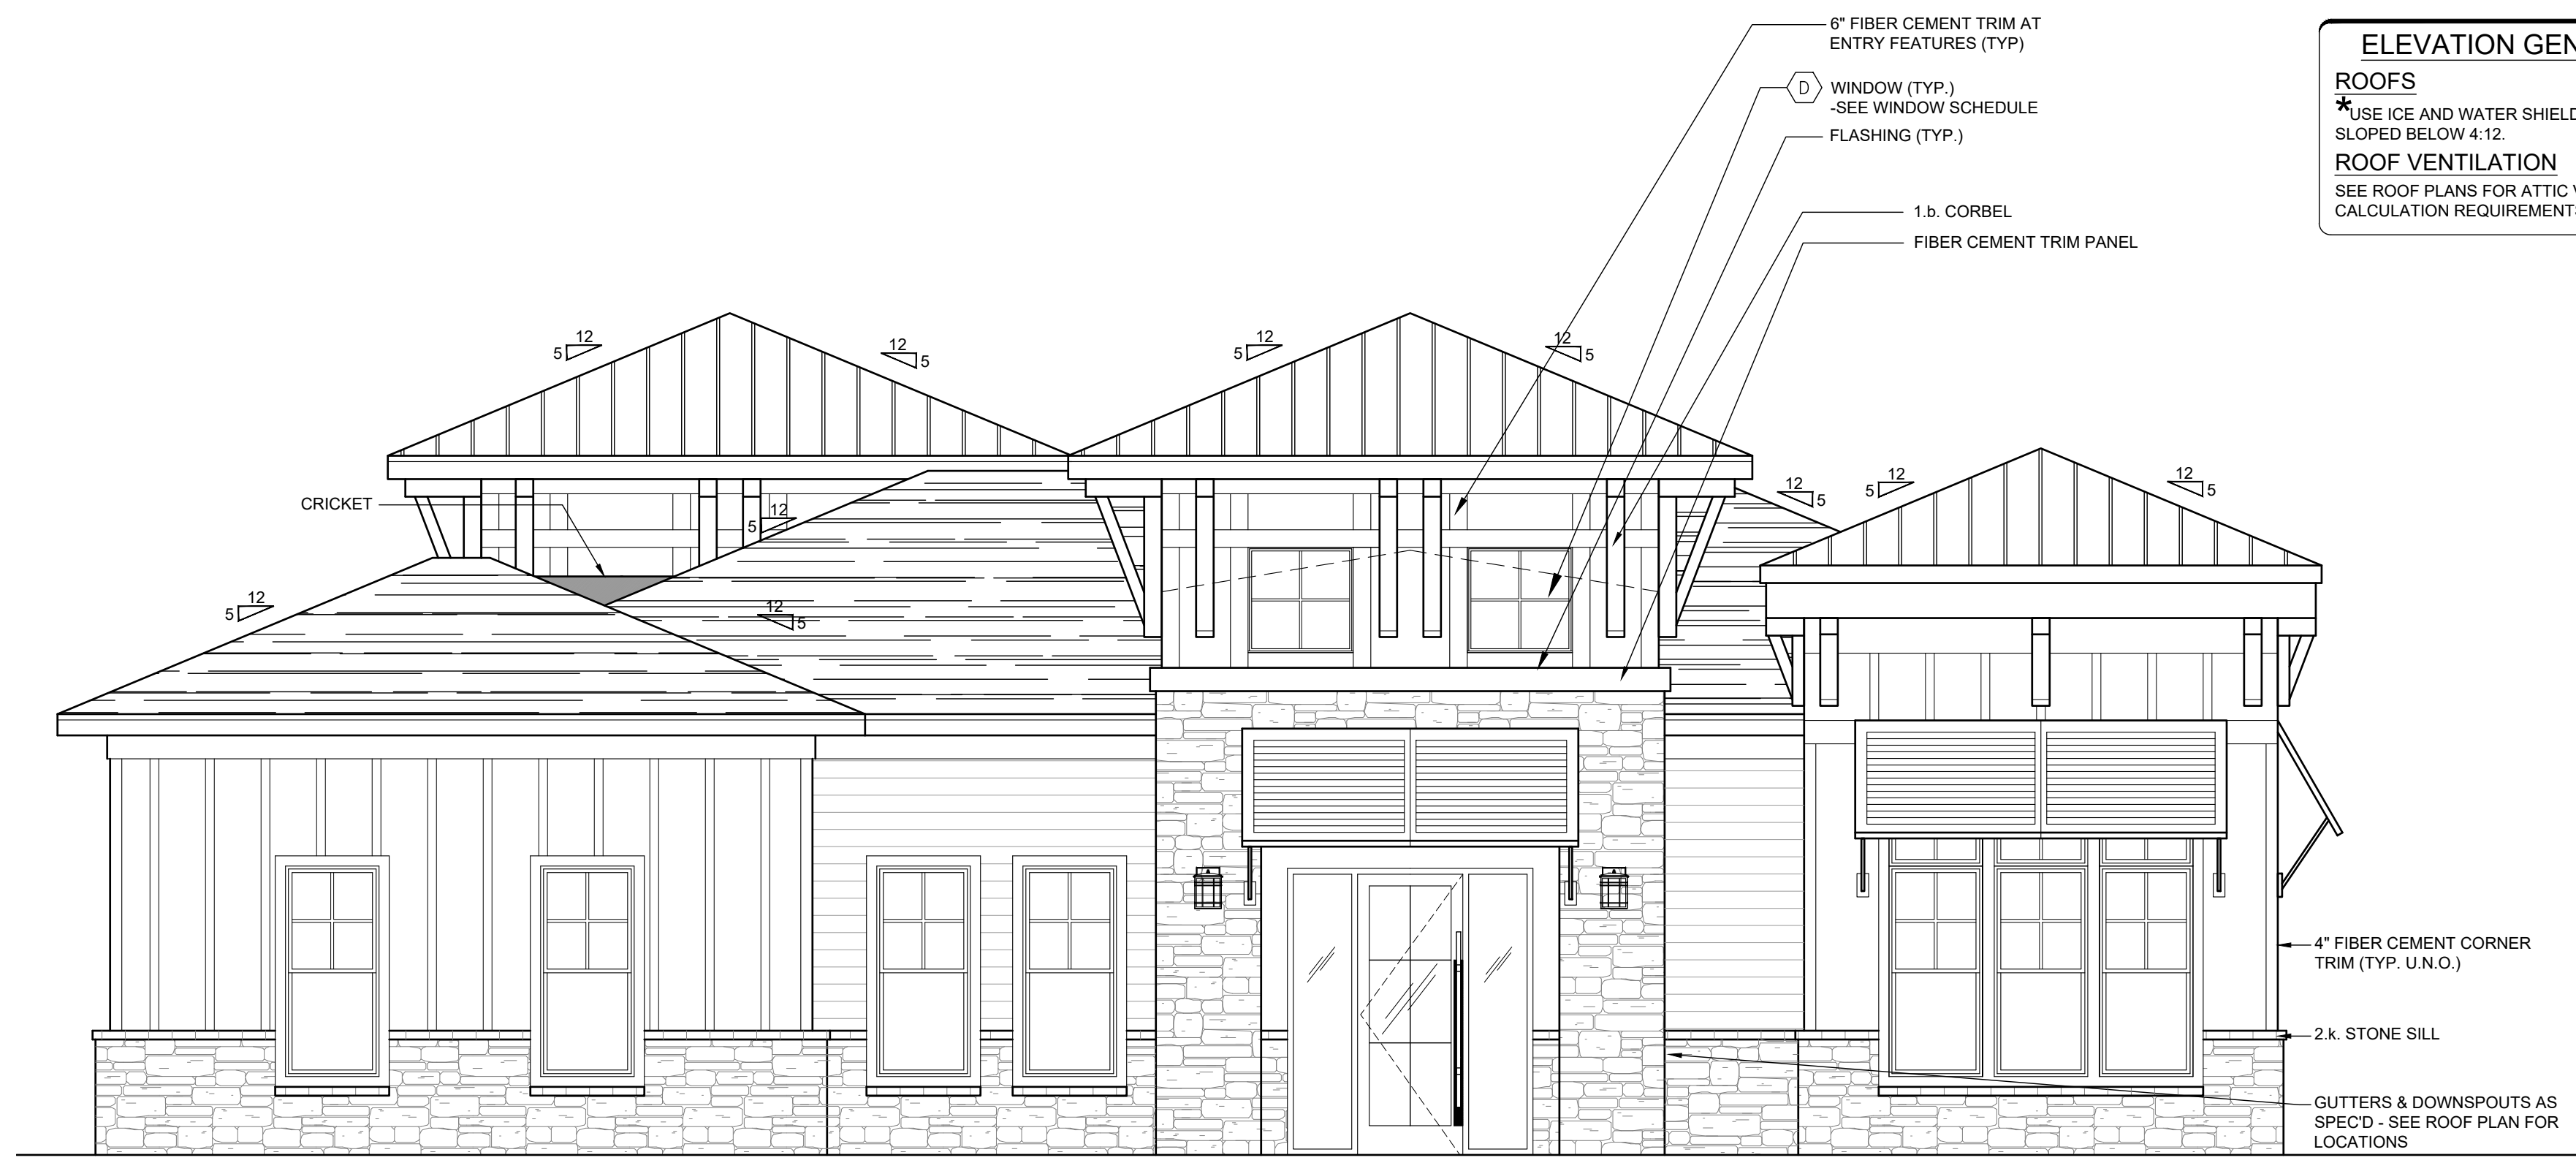 6" FIBER CEMENT TRIM AT
ENTRY FEATURES (TYP)
D
WINDOW (TYP.)
-SEE WINDOW SCHEDULE
FLASHING (TYP.)
1.b. CORBEL
FIBER CEMENT TRIM PANEL
ELEVATION GEN
ROOFS
*USE ICE AND WATER SHIELD
SLOPED BELOW 4:12.
ROOF VENTILATION
SEE ROOF PLANS FOR ATTIC
CALCULATION REQUIREMENTS
12
5
12
5
12
5
12
5
CRICKET
12
5
12
5
12
5
12
5
12
5
12
5
4" FIBER CEMENT CORNER
TRIM (TYP. U.N.O.)
2.k. STONE SILL
GUTTERS & DOWNSPOUTS AS
SPEC'D - SEE ROOF PLAN FOR
LOCATIONS